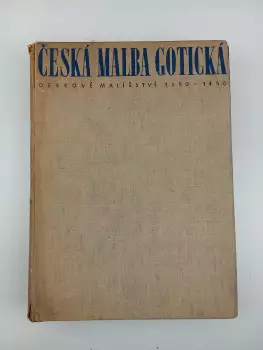 ČESKÁ MALBA GOTICKÁ
DESKOVÉ MALÍŘSTVÍ 1350-1450